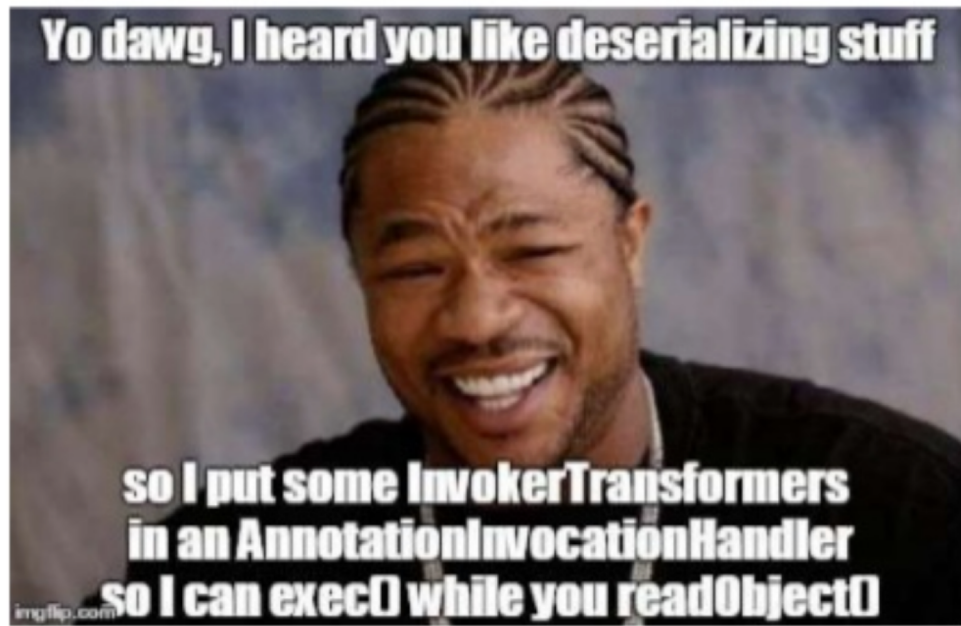 Yo dawg, I heard you like deserializing stuff
so I put some InvokerTransformers
in an AnnotationInvocationHandler
so I can exec() while you readObject()
imgflip.com